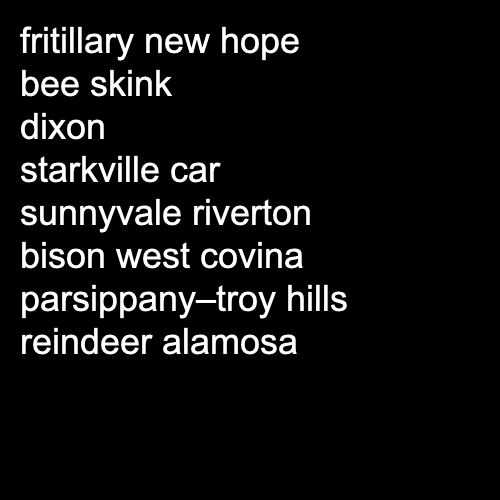 fritillary new hope
bee skink
dixon
starkville car
sunnyvale riverton
bison west covina
parsippany–troy hills
reindeer alamosa